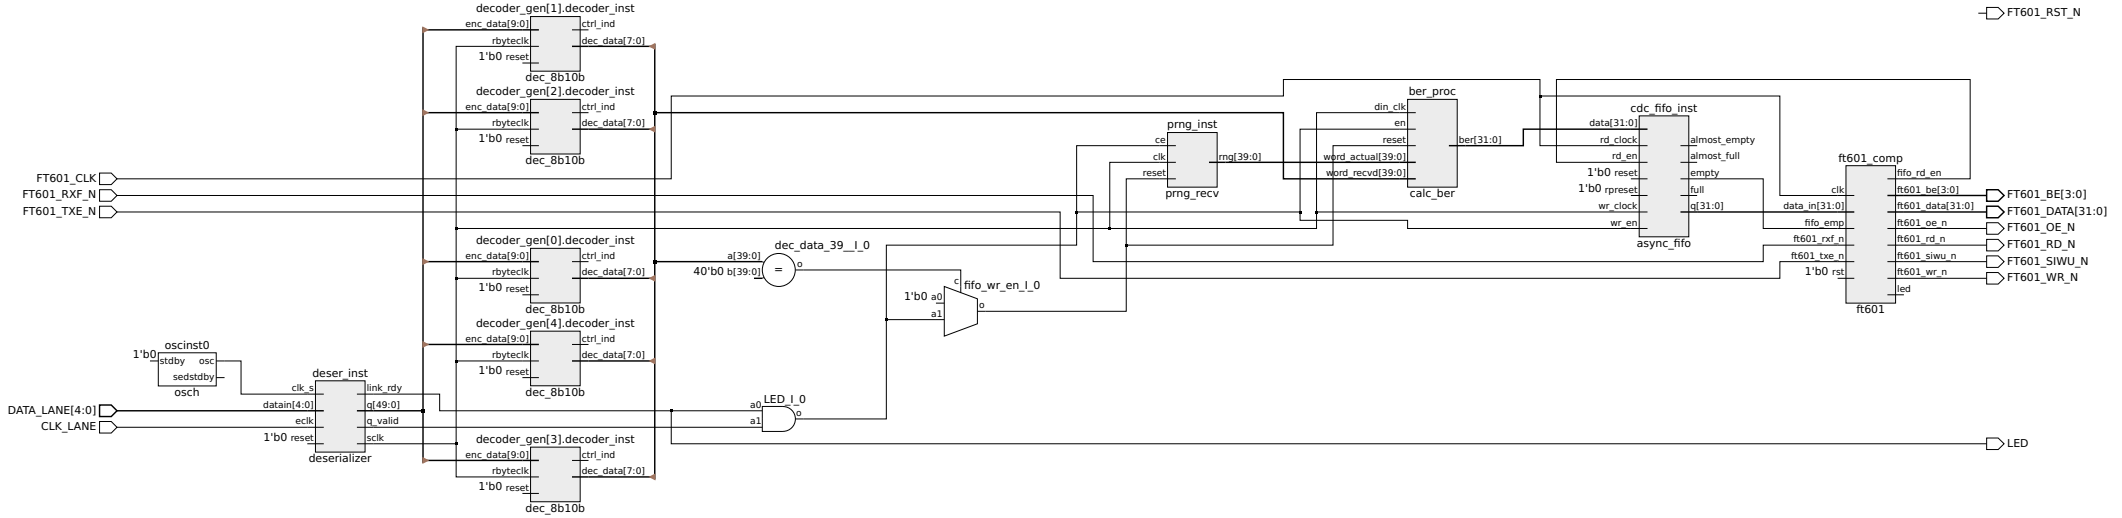 decoder_gen[1].decoder_inst
enc_data[9:0]
ctrl_ind
rbyteclk
dec_data[7:0]
1'b0 reset
dec_8b10b
decoder_gen[2].decoder_inst
enc_data[9:0]
ctrl_ind
rbyteclk
dec_data[7:0]
1'b0 reset
dec_8b10b
decoder_gen[0].decoder_inst
enc_data[9:0]
ctrl_ind
rbyteclk
dec_data[7:0]
1'b0 reset
dec_8b10b
decoder_gen[4].decoder_inst
enc_data[9:0]
ctrl_ind
rbyteclk
dec_data[7:0]
1'b0 reset
dec_8b10b
decoder_gen[3].decoder_inst
enc_data[9:0]
ctrl_ind
rbyteclk
dec_data[7:0]
1'b0 reset
dec_8b10b
FT601_CLK
FT601_RXF_N
FT601_TXE_N
DATA_LANE[4:0]
CLK_LANE
oscinst0
1'b0 stdby
osc
sedstdby
osch
deser_inst
clk_s
link_rdy
datain[4:0]
q[49:0]
eclk
q_valid
1'b0 reset
sclk
deserializer
dec_data_39__I_0
a[39:0]
=
o
40'b0 b[39:0]
fifo_wr_en_I_0
c
1'b0 a0
o
a1
LED_I_0
a0
o
a1
prng_inst
ce
clk
rng[39:0]
reset
prng_recv
ber_proc
din_clk
en
reset
ber[31:0]
word_actual[39:0]
word_recvd[39:0]
calc_ber
cdc_fifo_inst
data[31:0]
rd_clock
almost_empty
rd_en
almost_full
1'b0 reset
empty
1'b0 rpreset
full
wr_clock
q[31:0]
wr_en
async_fifo
ft601_comp
fifo_rd_en
clk
ft601_be[3:0]
data_in[31:0]
ft601_data[31:0]
fifo_emp
ft601_oe_n
ft601_rxf_n
ft601_rd_n
ft601_txe_n
ft601_siwu_n
1'b0 rst
ft601_wr_n
led
ft601
FT601_RST_N
FT601_BE[3:0]
FT601_DATA[31:0]
FT601_OE_N
FT601_RD_N
FT601_SIWU_N
FT601_WR_N
LED